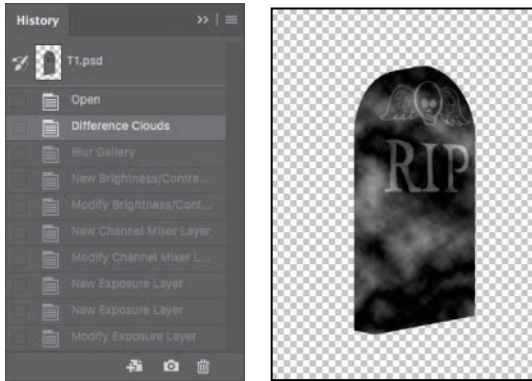 History
T1.psd
Open
Difference Clouds
Blur Gallery
New Brightness/Contra...
Modify Brightness/Cont...
New Channel Mixer Layer
Modify Channel Mixer L...
New Exposure Layer
New Exposure Layer
Modify Exposure Layer
RIP